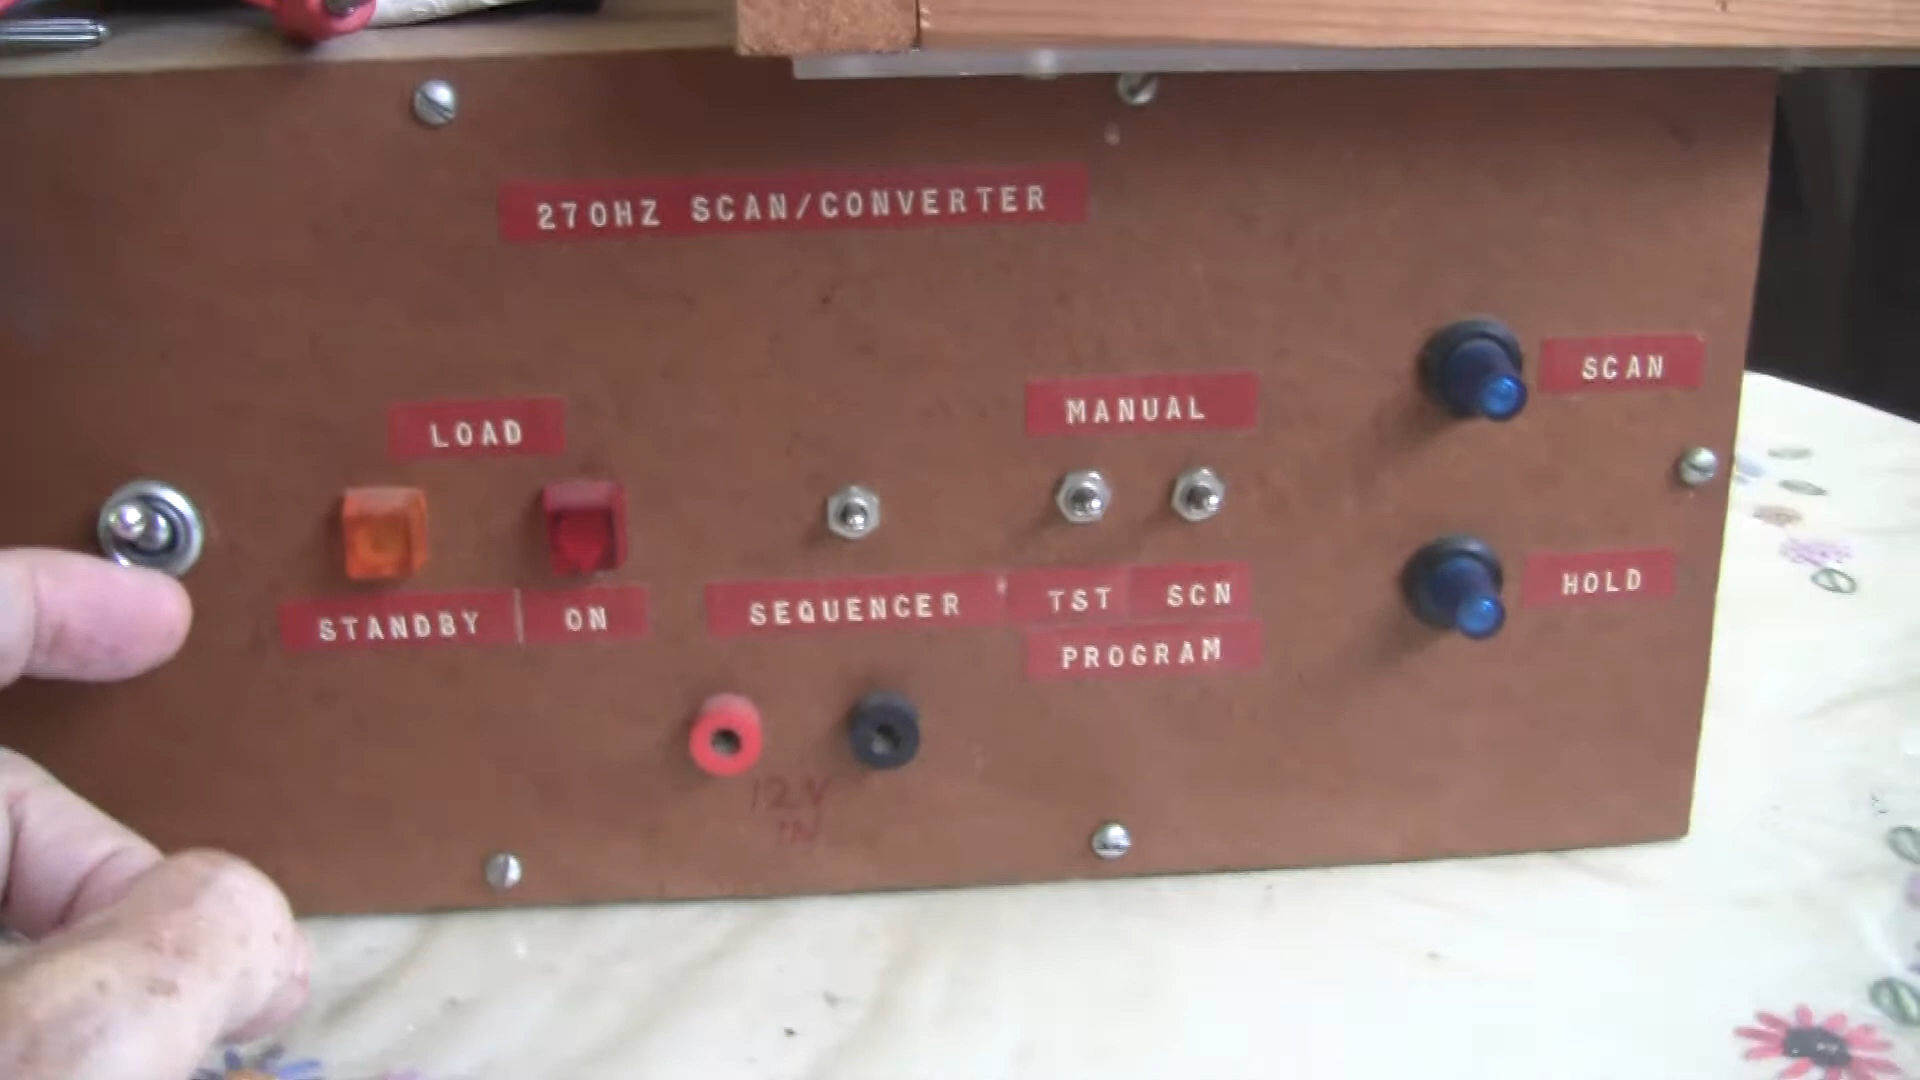 270HZ SCAN/CONVERTER
SCAN
MANUAL
LOAD
HOLD
STANDBY ON
SEQUENCER
TST SCN
PROGRAM
12V
IN